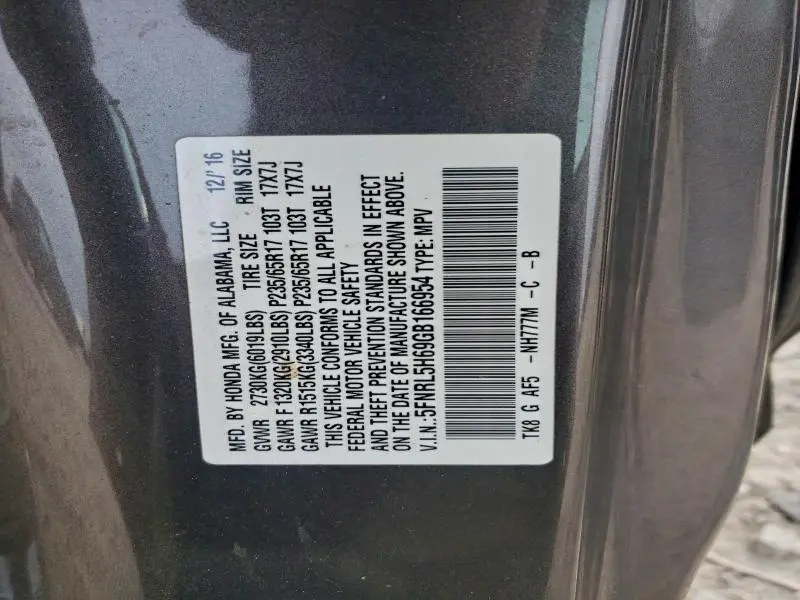 MFD. BY HONDA MFG. OF ALABAMA, LLC 12/16
GVWR 2730KG(6019LBS) TIRE SIZE RIM SIZE
GAWR F 1320KG(2910LBS) P235/65R17 103T 17X7J
GAWR R 1515KG(3340LBS) P235/65R17 103T 17X7J
THIS VEHICLE CONFORMS TO ALL APPLICABLE
FEDERAL MOTOR VEHICLE SAFETY
AND THEFT PREVENTION STANDARDS IN EFFECT
ON THE DATE OF MANUFACTURE SHOWN ABOVE.
V.I.N.: 5FNRL5H69GB166954 TYPE: MPV
TK8 G AF5 -NH777M -C -B